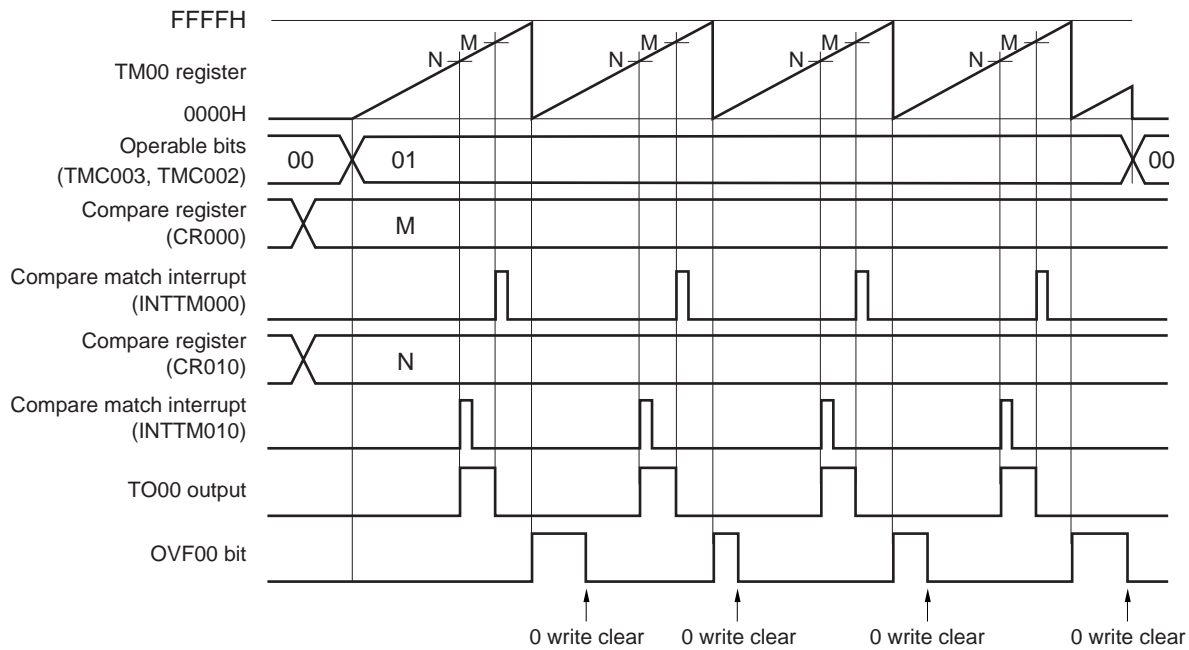 FFFFH
M M M M
N N N N
TM00 register
0000H
Operable bits
(TMC003, TMC002)
00 01 00
Compare register
(CR000)
M
Compare match interrupt
(INTTM000)
Compare register
(CR010)
N
Compare match interrupt
(INTTM010)
TO00 output
OVF00 bit
0 write clear 0 write clear 0 write clear 0 write clear